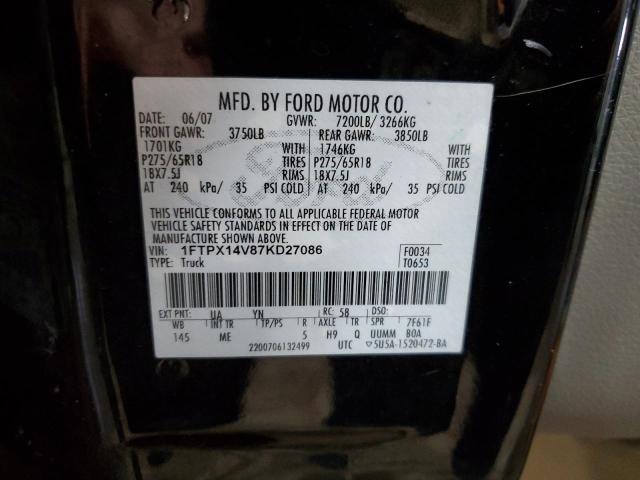 MFD. BY FORD MOTOR CO.
DATE: 06/07 GVWR: 7200LB/ 3266KG
FRONT GAWR: 3750LB REAR GAWR: 3850LB
1701KG WITH 1746KG WITH
P275/65R18 TIRES P275/65R18 TIRES
18X7.5J RIMS 18X7.5J RIMS
AT 240 kPa/ 35 PSI COLD AT 240 kPa/ 35 PSI COLD
THIS VEHICLE CONFORMS TO ALL APPLICABLE FEDERAL MOTOR
VEHICLE SAFETY STANDARDS IN EFFECT ON THE DATE OF
MANUFACTURE SHOWN ABOVE.
VIN: 1FTPX14V87KD27086 F0034
TYPE: Truck T0653
EXT PNT: UA YN RC: 58 DSO:
WB INT TR TP/PS R AXLE TR SPR 7F61F
145 ME 5 H9 Q UUMM BOA
2200706132499 UTC ▽5U5A-1520472-BA
Ford